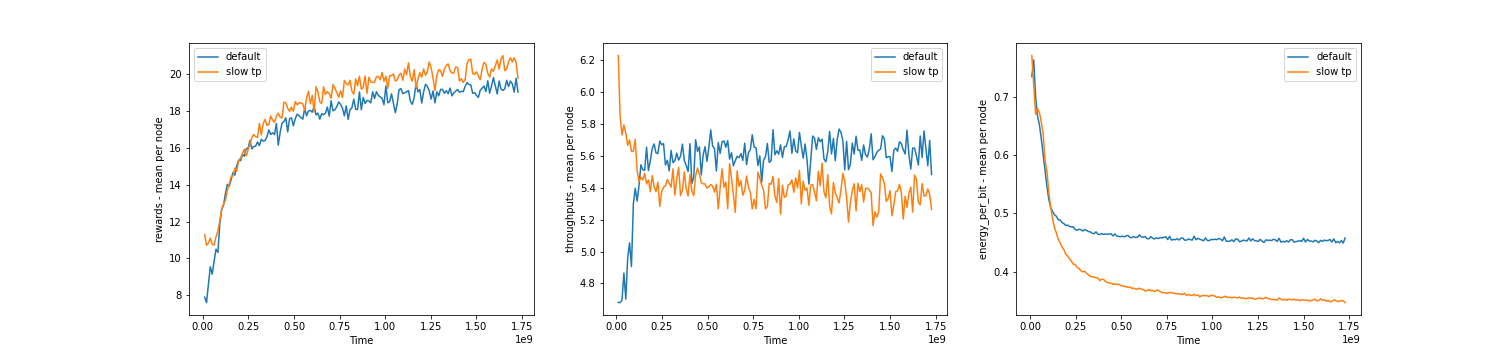 rewards - mean per node
20
18
16
14
12
10
8
default
slow tp
0.00 0.25 0.50 0.75 1.00 1.25 1.50 1.75
Time
1e9
throughputs - mean per node
6.2
6.0
5.8
5.6
5.4
5.2
5.0
4.8
default
slow tp
0.00 0.25 0.50 0.75 1.00 1.25 1.50 1.75
Time
1e9
energy_per_bit - mean per node
0.7
0.6
0.5
0.4
default
slow tp
0.00 0.25 0.50 0.75 1.00 1.25 1.50 1.75
Time
1e9